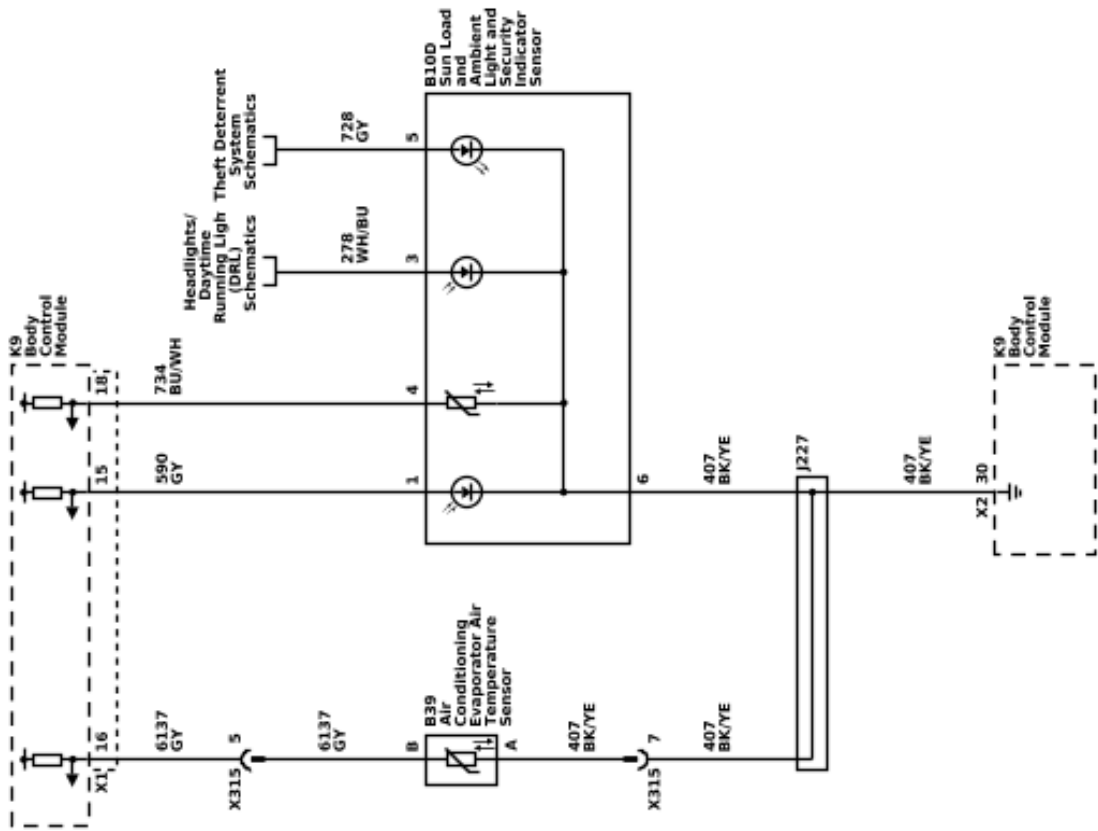 K9
Body
Control
Module
16
X1
15
18
6137
GY
590
GY
734
BU/WH
Headlights/
Daytime
Running Ligh
(DRL)
Schematics
Theft Deterrent
System
Schematics
5
X315
6137
GY
278
WH/BU
728
GY
B
1
4
3
5
B39
Air
Conditioning
Evaporator Air
Temperature
Sensor
B10D
Sun Load
and
Ambient
Light and
Security
Indicator
Sensor
A
6
407
BK/YE
7
X315
407
BK/YE
407
BK/YE
J227
407
BK/YE
X2
30
K9
Body
Control
Module